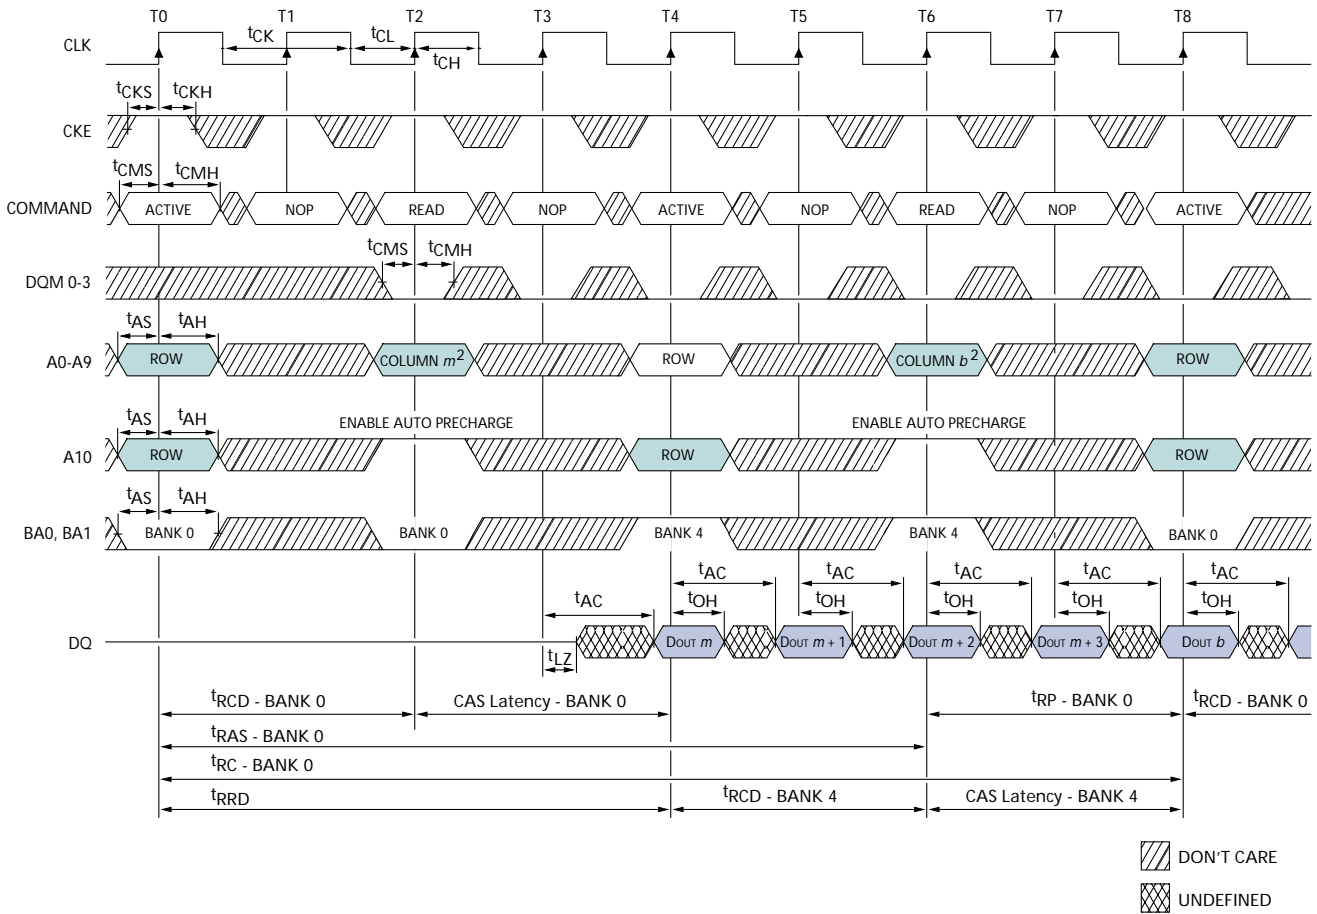 T0 T1 T2 T3 T4 T5 T6 T7 T8
CLK tCK tCL tCH
tCKS tCKH
CKE
tCMS tCMH
COMMAND ACTIVE NOP READ NOP ACTIVE NOP READ NOP ACTIVE
tCMS tCMH
DQM 0-3
tAS tAH
A0-A9 ROW COLUMN m2 ROW COLUMN b2 ROW
tAS tAH ENABLE AUTO PRECHARGE ENABLE AUTO PRECHARGE
A10 ROW ROW ROW
tAS tAH
BA0, BA1 BANK 0 BANK 0 BANK 4 BANK 4 BANK 0
tAC tAC tAC tAC tAC tAC
tOH tOH tOH tOH tOH
DQ DOUT m DOUT m + 1 DOUT m + 2 DOUT m + 3 DOUT b
tLZ
tRCD - BANK 0 CAS Latency - BANK 0 tRP - BANK 0 tRCD - BANK 0
tRAS - BANK 0
tRC - BANK 0
tRRD tRCD - BANK 4 CAS Latency - BANK 4
DON'T CARE
UNDEFINED